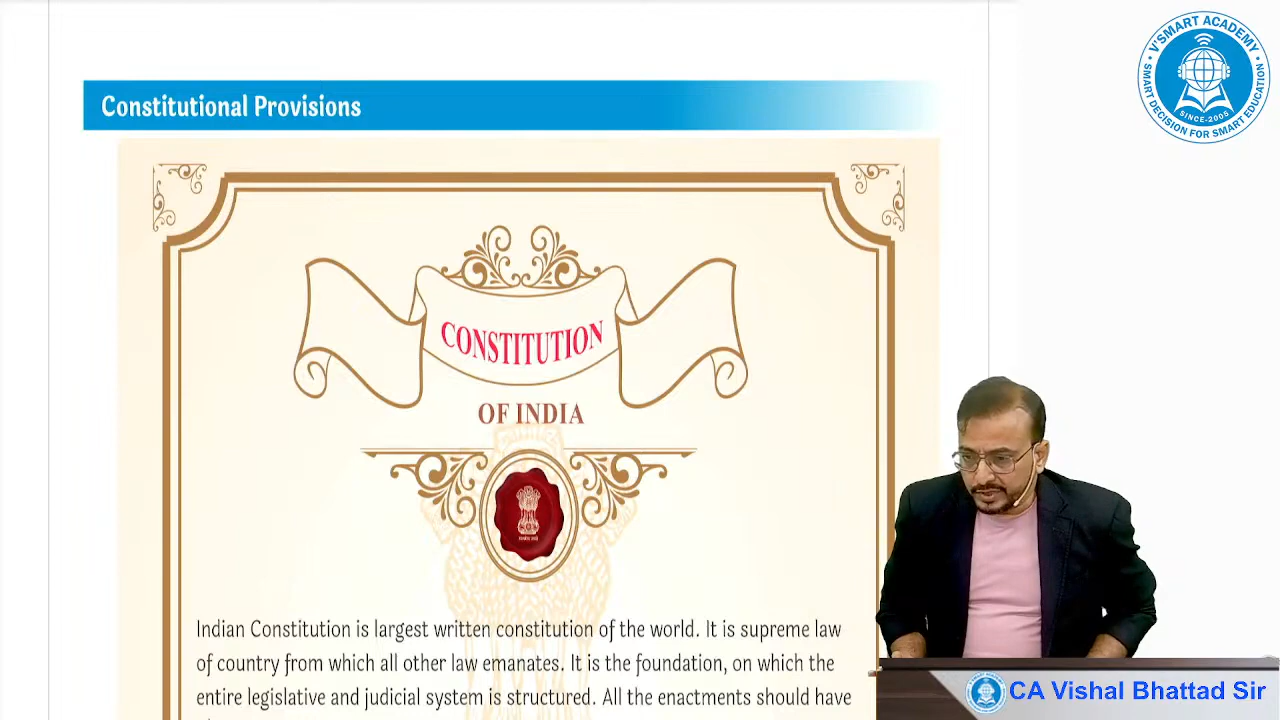 Constitutional Provisions
V'SMART ACADEMY
SMART DECISION FOR SMART EDUCATION
SINCE-2005
CONSTITUTION
OF INDIA
Indian Constitution is largest written constitution of the world. It is supreme law
of country from which all other law emanates. It is the foundation, on which the
entire legislative and judicial system is structured. All the enactments should have
CA Vishal Bhattad Sir